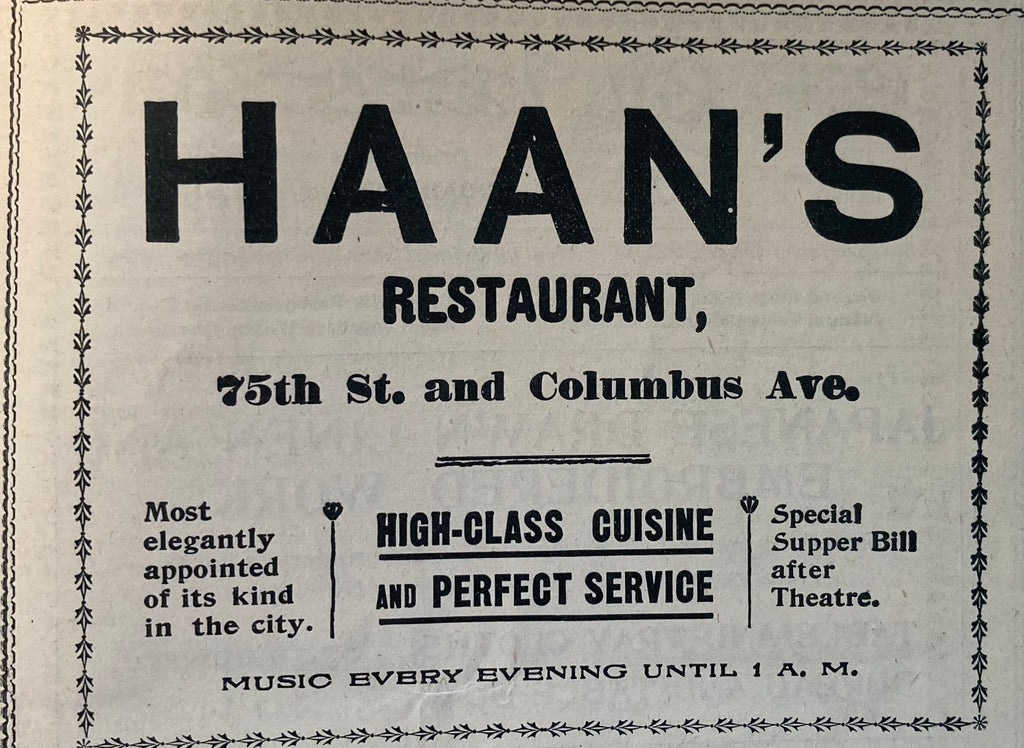 HAAN'S
RESTAURANT,
75th St. and Columbus Ave.
Most
elegantly
appointed
of its kind
in the city.
HIGH-CLASS CUISINE
AND PERFECT SERVICE
Special
Supper Bill
after
Theatre.
MUSIC EVERY EVENING UNTIL 1 A. M.